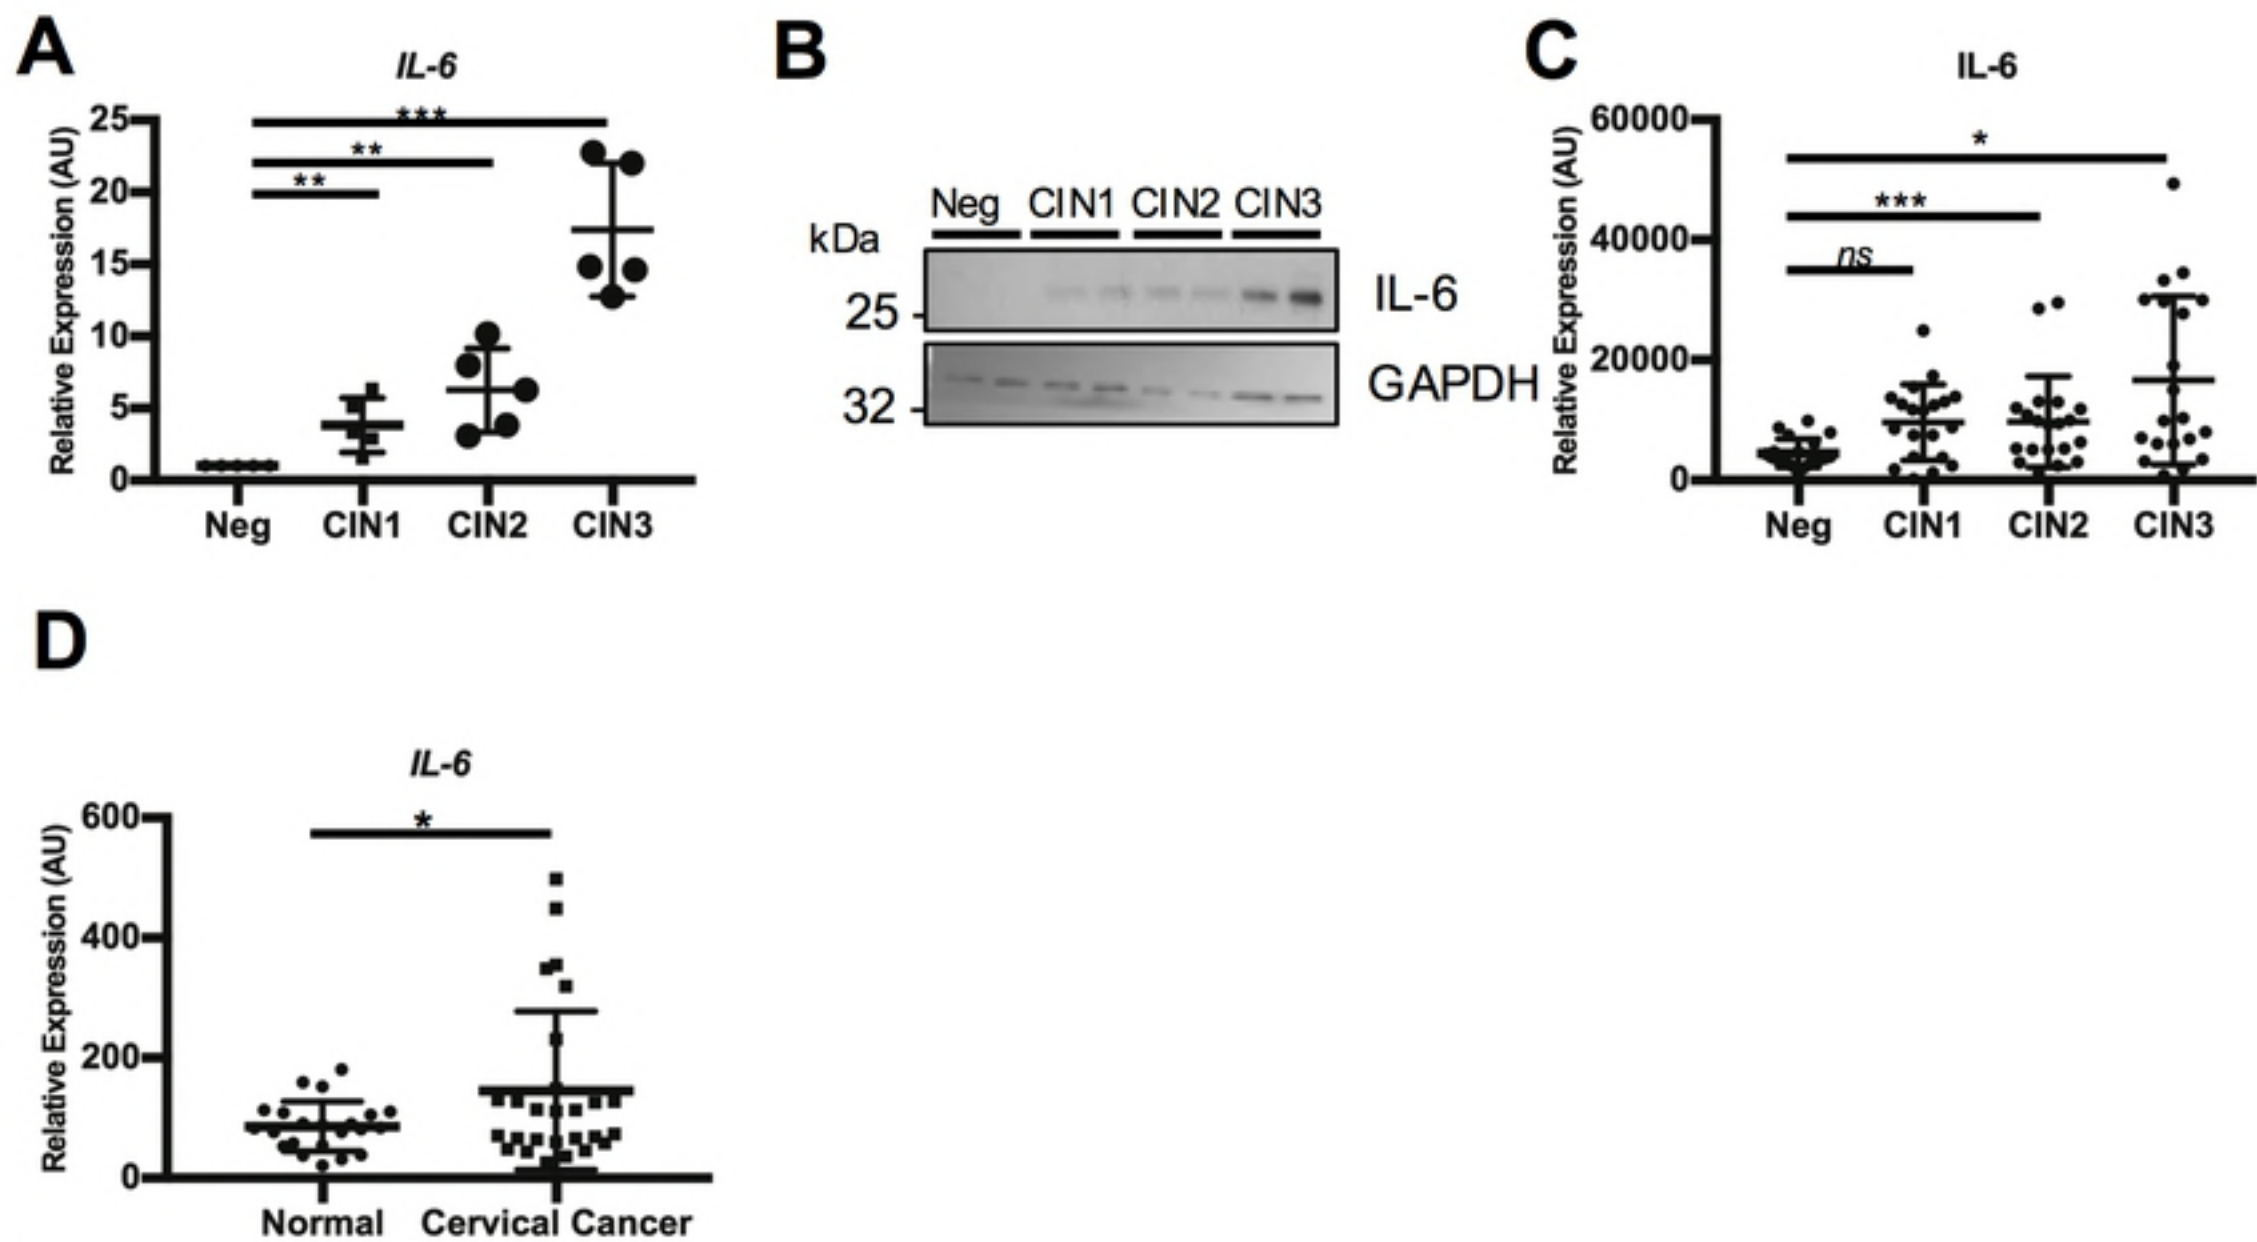 A
IL-6
Relative Expression (AU)
25
20
15
10
5
0
***
**
**
Neg CIN1 CIN2 CIN3
B
Neg CIN1 CIN2 CIN3
kDa
25
IL-6
32
GAPDH
C
IL-6
Relative Expression (AU)
60000
40000
20000
0
*
***
ns
Neg CIN1 CIN2 CIN3
D
IL-6
Relative Expression (AU)
600
400
200
0
*
Normal Cervical Cancer